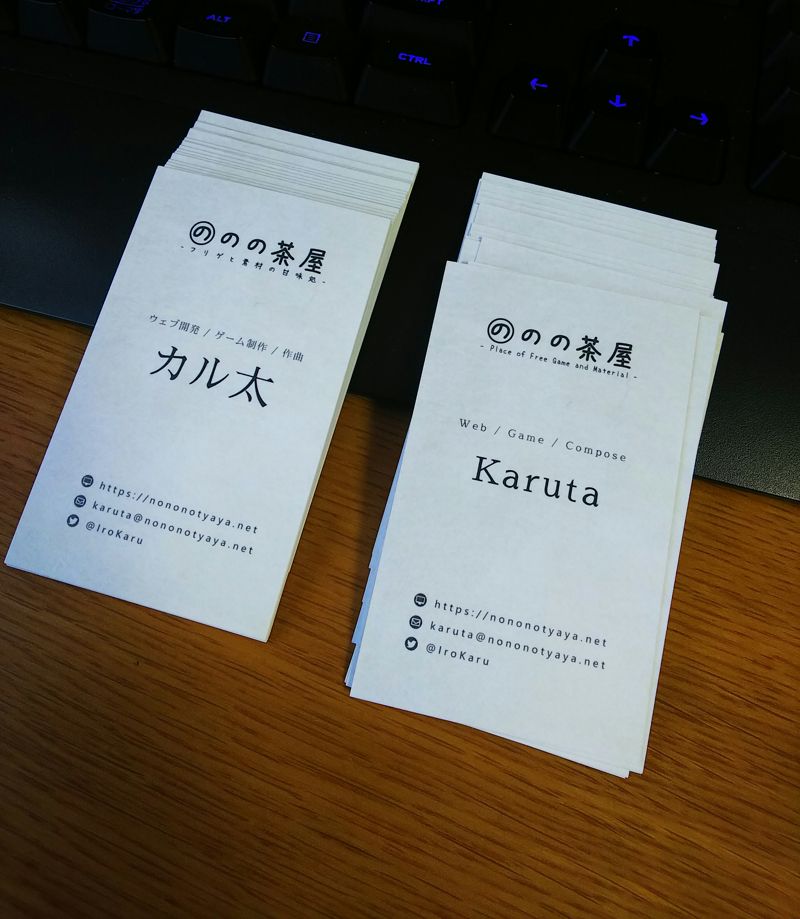 ALT
CTRL
↑
←
↓
→
の のの茶屋
- フリゲと素材の甘味処 -
ウェブ開発 / ゲーム制作 / 作曲
カル太
https://nononotyaya.net
karuta@nononotyaya.net
@IroKaru
の のの茶屋
- Place of Free Game and Material -
Web / Game / Compose
Karuta
https://nononotyaya.net
karuta@nononotyaya.net
@IroKaru